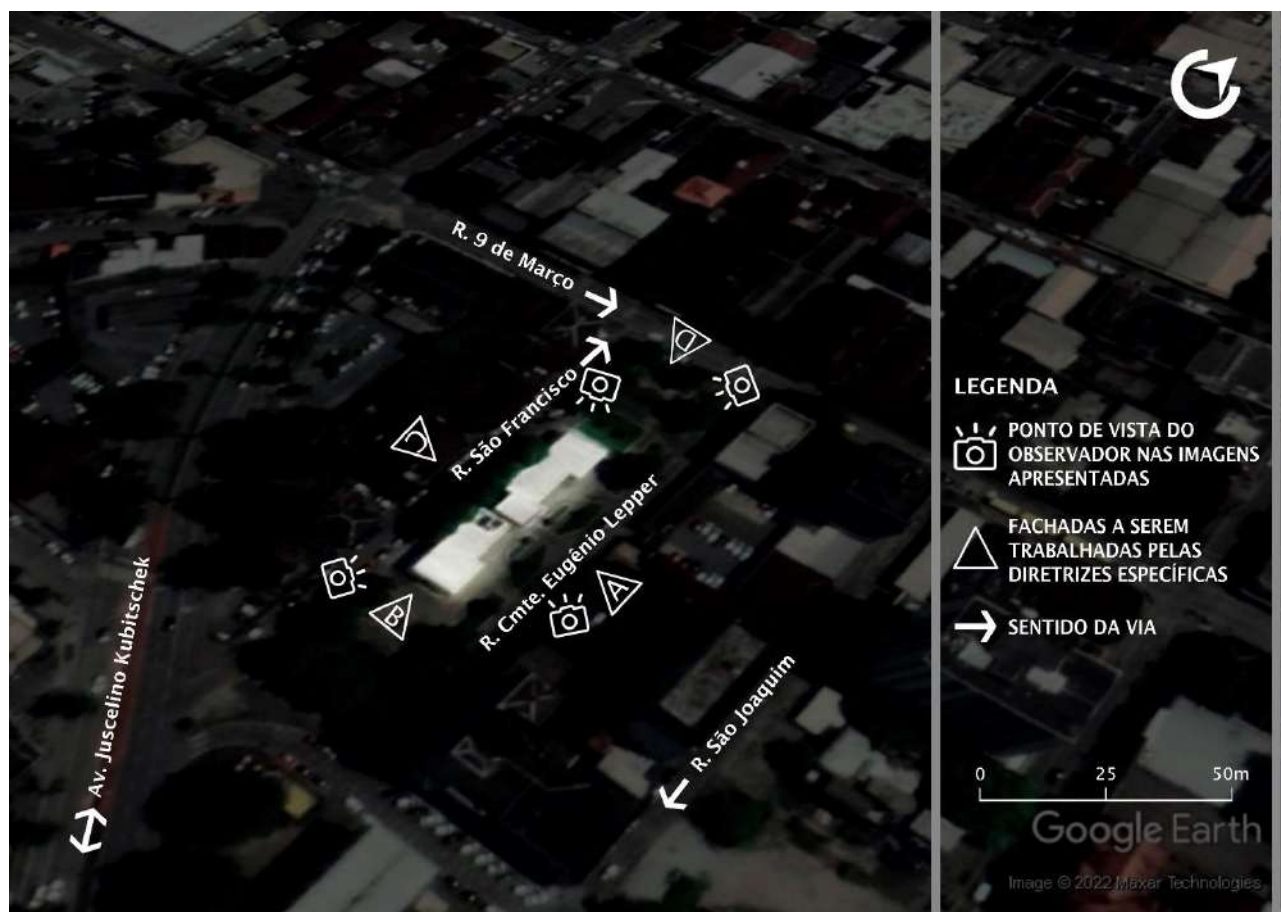 R. 9 de Março
R. São Francisco
D
C
R. Cmte. Eugênio Lepper
A
B
Av. Juscelino Kubitschek
R. São Joaquim
LEGENDA
PONTO DE VISTA DO
OBSERVADOR NAS IMAGENS
APRESENTADAS
FACHADAS A SEREM
TRABALHADAS PELAS
DIRETRIZES ESPECÍFICAS
SENTIDO DA VIA
0 25 50m
Google Earth
Image © 2022 Maxar Technologies